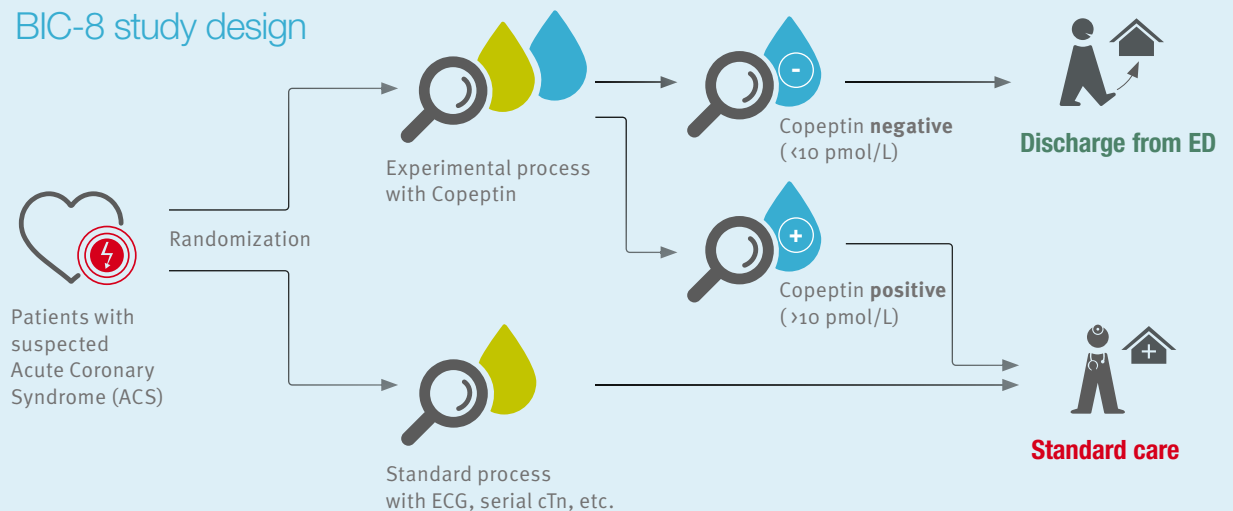 BIC-8 study design
Patients with
suspected
Acute Coronary
Syndrome (ACS)
Randomization
Experimental process
with Copeptin
Copeptin negative
(<10 pmol/L)
Discharge from ED
Copeptin positive
(>10 pmol/L)
Standard process
with ECG, serial cTn, etc.
Standard care